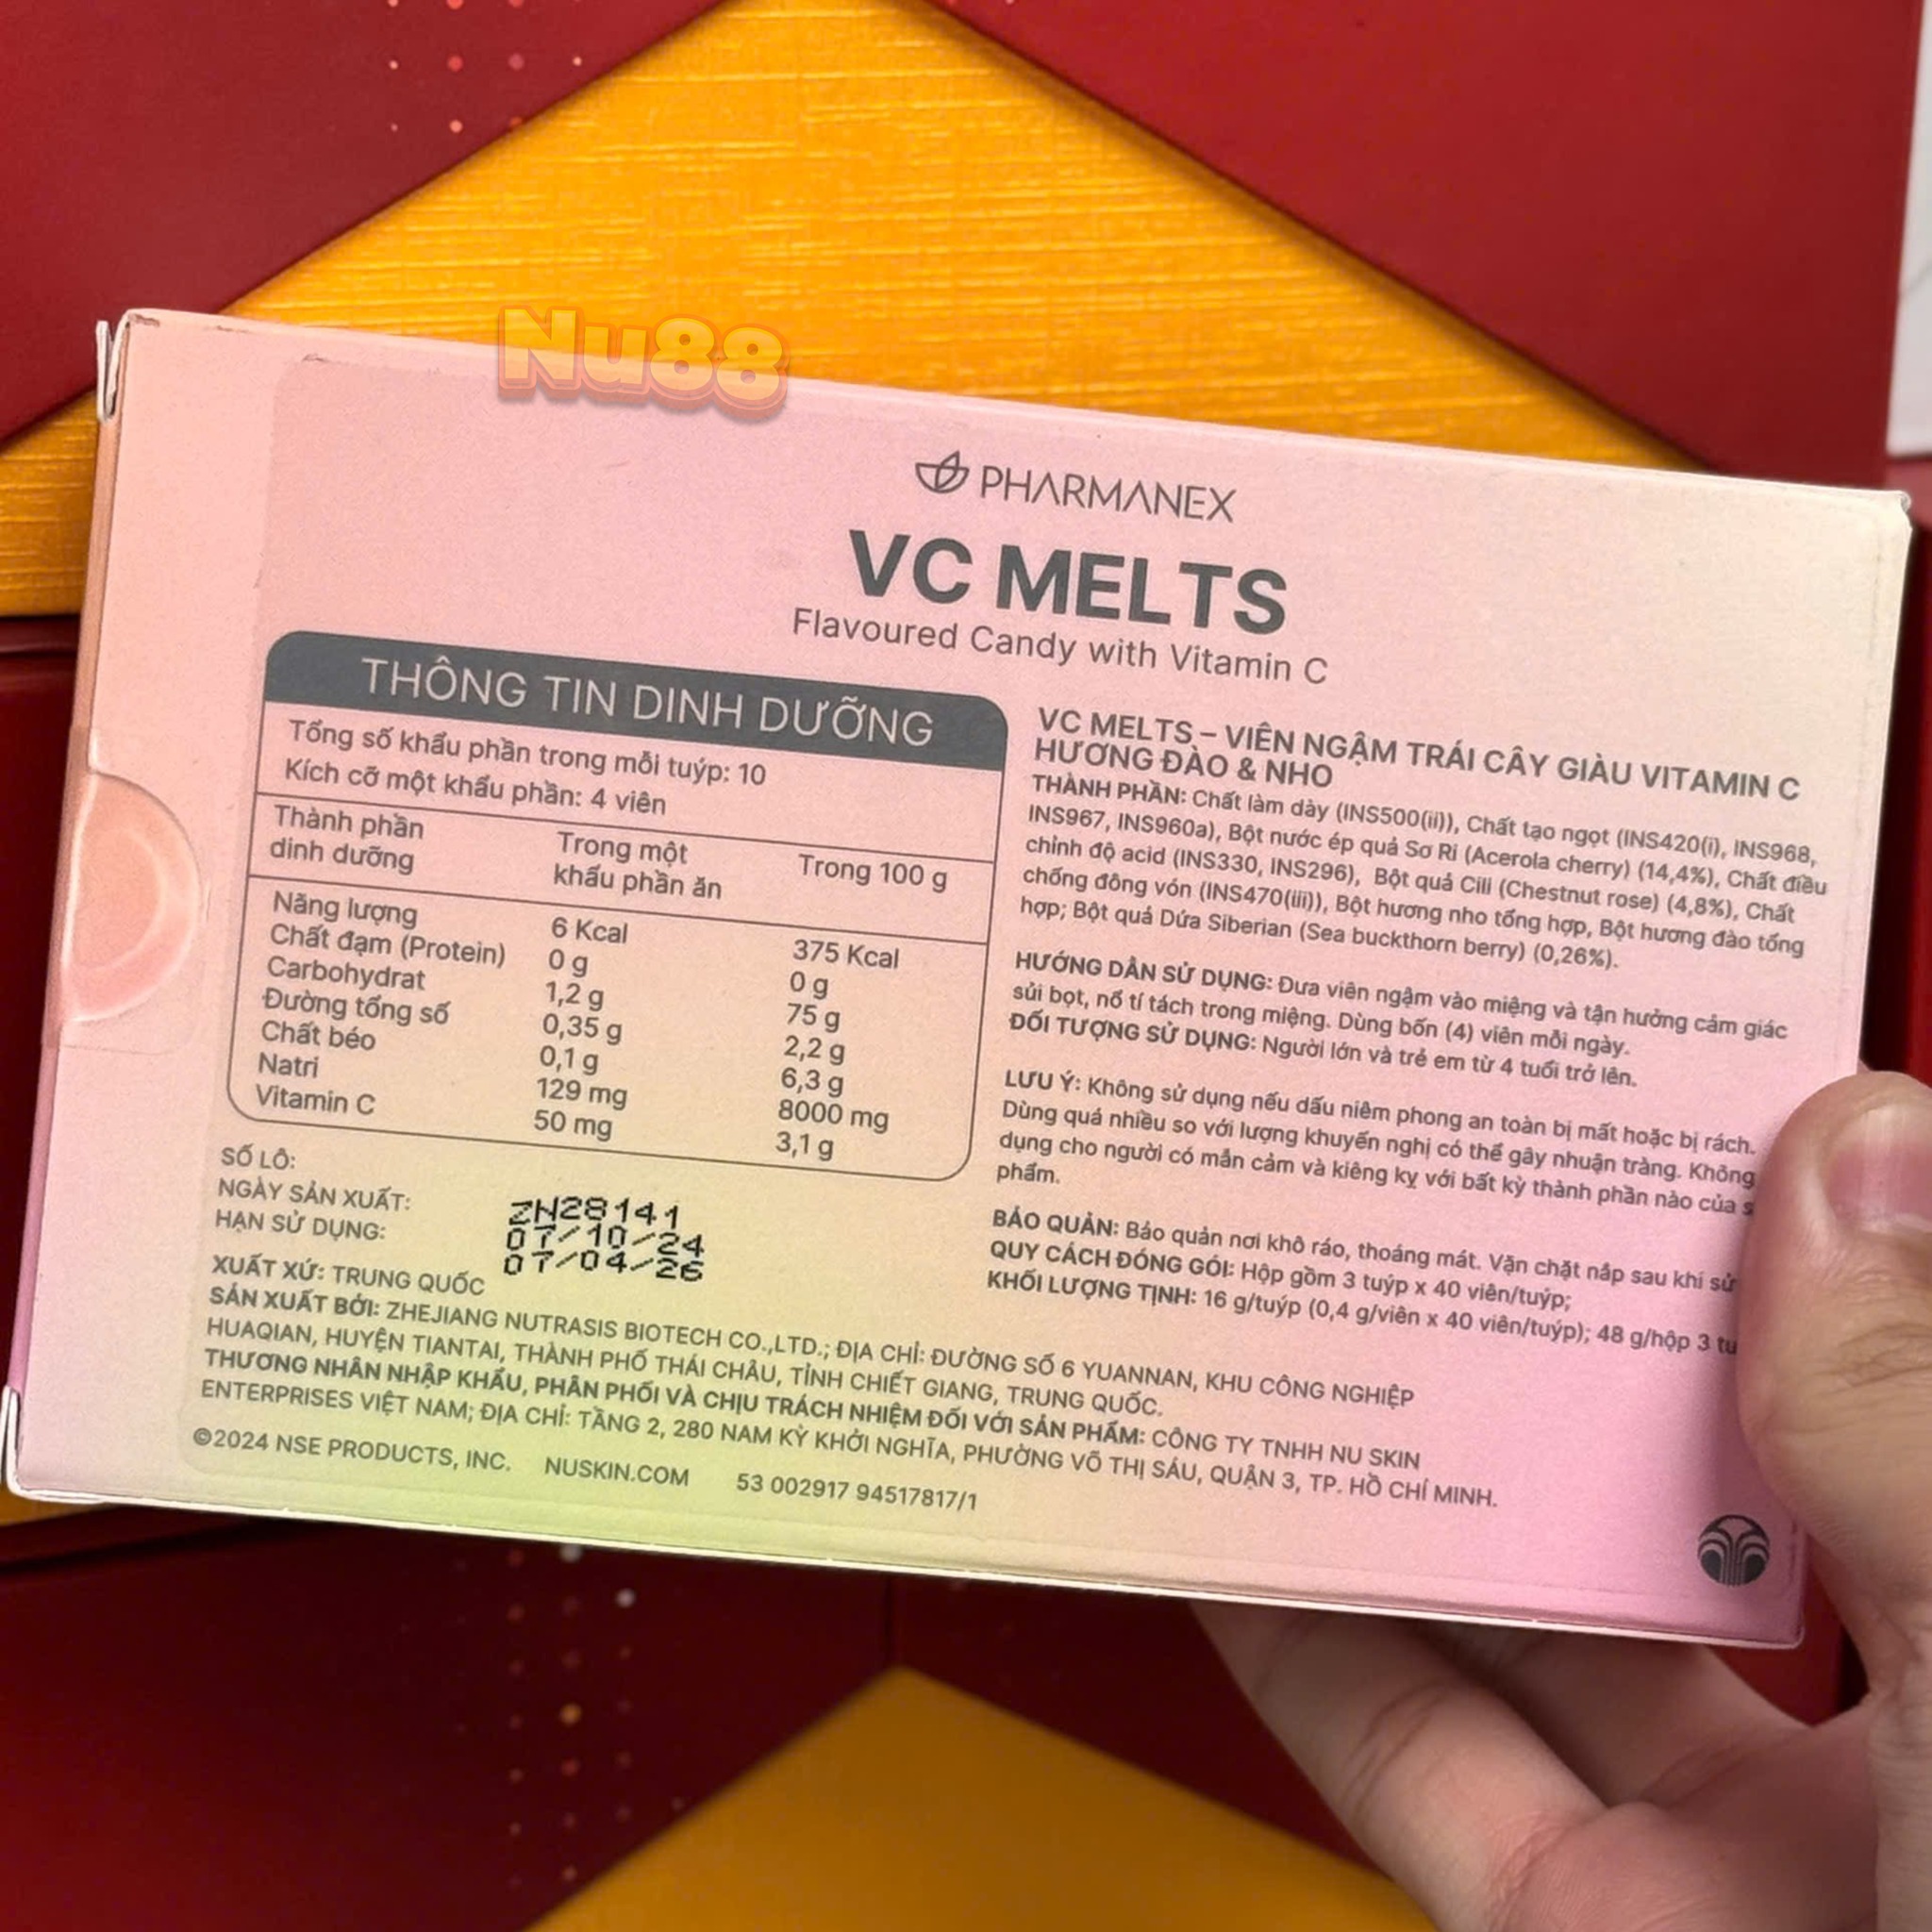 Nu88
PHARMANEX
VC MELTS
Flavoured Candy with Vitamin C
THÔNG TIN DINH DƯỠNG
Tổng số khẩu phần trong mỗi tuýp: 10
Kích cỡ một khẩu phần: 4 viên
Thành phần dinh dưỡng Trong một khẩu phần ăn Trong 100 g
Năng lượng 6 Kcal 375 Kcal
Chất đạm (Protein) 0 g 0 g
Carbohydrat 1,2 g 75 g
Đường tổng số 0,35 g 2,2 g
Chất béo 0,1 g 6,3 g
Natri 129 mg 8000 mg
Vitamin C 50 mg 3,1 g
VC MELTS – VIÊN NGẬM TRÁI CÂY GIÀU VITAMIN C
HƯƠNG ĐÀO & NHO
THÀNH PHẦN: Chất làm dày (INS500(ii)), Chất tạo ngọt (INS420(i), INS968,
INS967, INS960a), Bột nước ép quả Sơ Ri (Acerola cherry) (14,4%), Chất điều
chỉnh độ acid (INS330, INS296), Bột quả Cili (Chestnut rose) (4,8%), Chất
chống đông vón (INS470(iii)), Bột hương nho tổng hợp, Bột hương đào tổng
hợp; Bột quả Dứa Siberian (Sea buckthorn berry) (0,26%).
HƯỚNG DẪN SỬ DỤNG: Đưa viên ngậm vào miệng và tận hưởng cảm giác
sủi bọt, nổ tí tách trong miệng. Dùng bốn (4) viên mỗi ngày.
ĐỐI TƯỢNG SỬ DỤNG: Người lớn và trẻ em từ 4 tuổi trở lên.
LƯU Ý: Không sử dụng nếu dấu niêm phong an toàn bị mất hoặc bị rách.
Dùng quá nhiều so với lượng khuyến nghị có thể gây nhuận tràng. Không
dụng cho người có mẫn cảm và kiêng kỵ với bất kỳ thành phần nào của
phẩm.
BẢO QUẢN: Bảo quản nơi khô ráo, thoáng mát. Vặn chặt nắp sau khi sử
QUY CÁCH ĐÓNG GÓI: Hộp gồm 3 tuýp x 40 viên/tuýp;
KHỐI LƯỢNG TỊNH: 16 g/tuýp (0,4 g/viên x 40 viên/tuýp); 48 g/hộp 3
SỐ LÔ: ZN28141
NGÀY SẢN XUẤT: 07/10/24
HẠN SỬ DỤNG: 07/04/26
XUẤT XỨ: TRUNG QUỐC
SẢN XUẤT BỞI: ZHEJIANG NUTRASIS BIOTECH CO.,LTD.; ĐỊA CHỈ: ĐƯỜNG SỐ 6 YUANNAN, KHU CÔNG NGHIỆP
HUAQIAN, HUYỆN TIANTAI, THÀNH PHỐ THÁI CHÂU, TỈNH CHIẾT GIANG, TRUNG QUỐC.
THƯƠNG NHÂN NHẬP KHẨU, PHÂN PHỐI VÀ CHỊU TRÁCH NHIỆM ĐỐI VỚI SẢN PHẨM: CÔNG TY TNHH NU SKIN
ENTERPRISES VIỆT NAM; ĐỊA CHỈ: TẦNG 2, 280 NAM KỲ KHỞI NGHĨA, PHƯỜNG VÕ THỊ SÁU, QUẬN 3, TP. HỒ CHÍ MINH.
©2024 NSE PRODUCTS, INC. NUSKIN.COM 53 002917 94517817/1